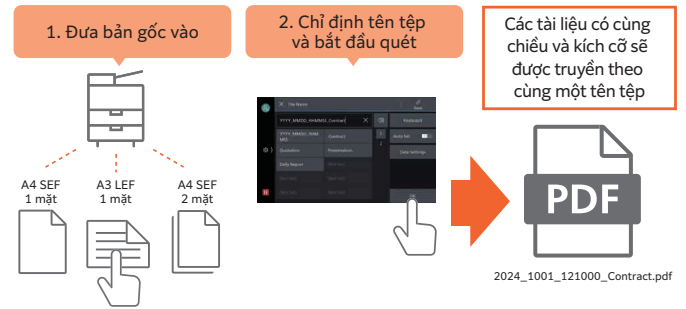 1. Đưa bản gốc vào
2. Chỉ định tên tệp
và bắt đầu quét
Các tài liệu có cùng
chiều và kích cỡ sẽ
được truyền theo
cùng một tên tệp
A4 SEF
1 mặt
A3 LEF
1 mặt
A4 SEF
2 mặt
File Name
Save
Keyboard
Contract
Auto Set
Quotation
Presentation
Data Settings
Daily Report
OK
PDF
2024_1001_121000_Contract.pdf